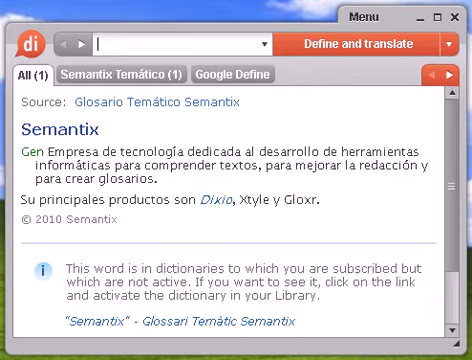 Menu
di
Define and translate
All (1)
Semantix Temático (1)
Google Define
Source: Glosario Temático Semantix
Semantix
Gen Empresa de tecnología dedicada al desarrollo de herramientas
informáticas para comprender textos, para mejorar la redacción y
para crear glosarios.
Su principales productos son Dixio, Xtyle y Gloxr.
© 2010 Semantix
i
This word is in dictionaries to which you are subscribed but
which are not active. If you want to see it, click on the link
and activate the dictionary in your Library.
"Semantix" - Glossari Temàtic Semantix